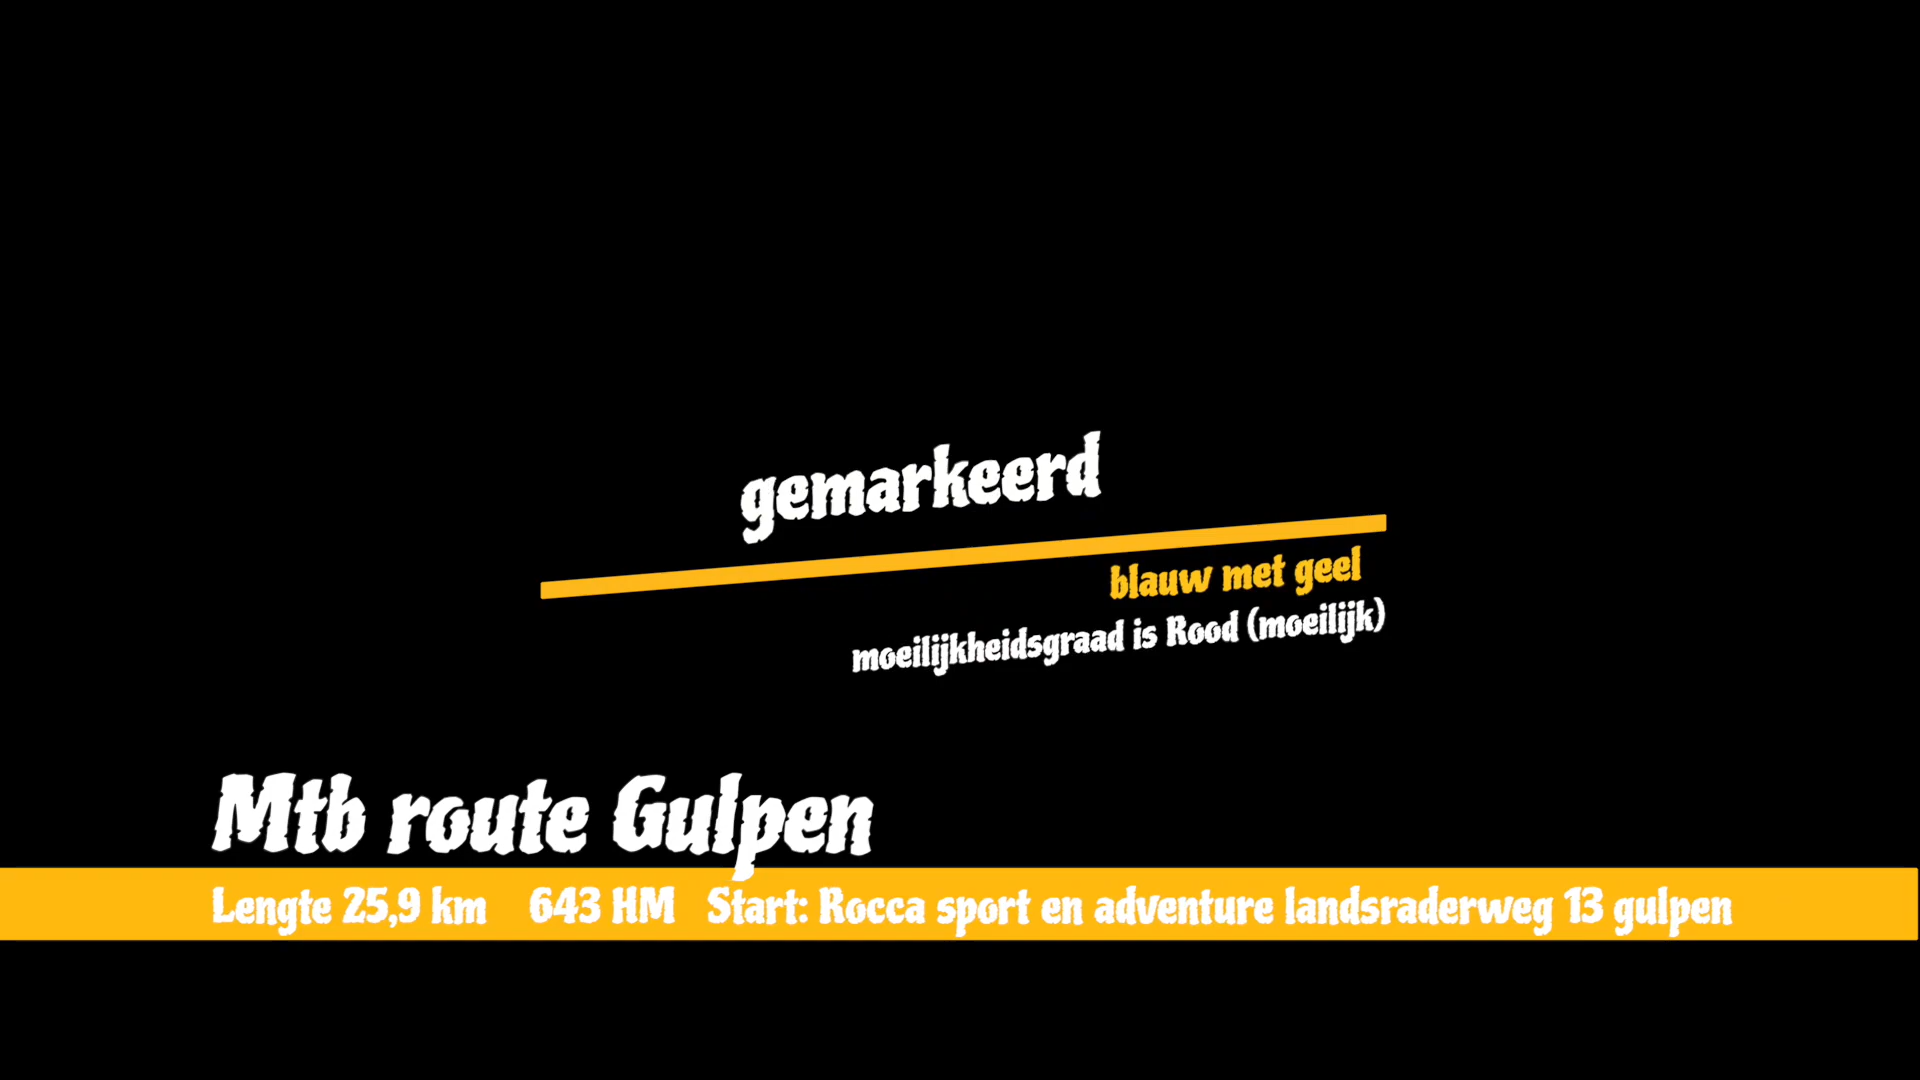 gemarkeerd
blauw met geel
moeilijkheidsgraad is Rood (moeilijk)
Mtb route Gulpen
Lengte 25,9 km 643 HM Start: Rocca sport en adventure landsraderweg 13 gulpen